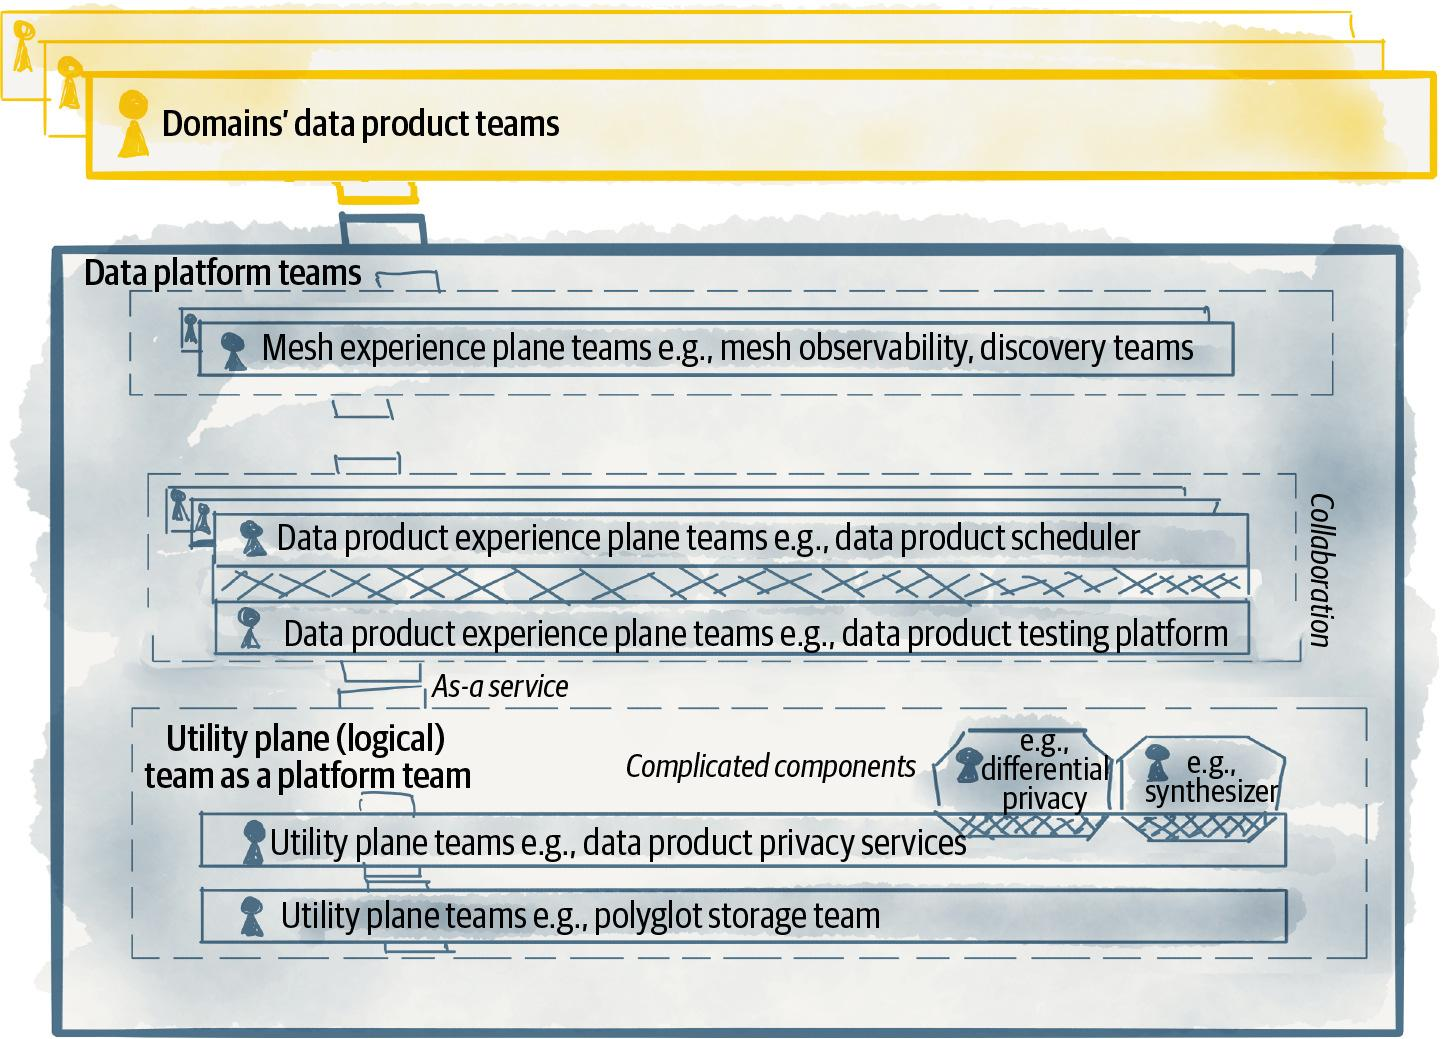 Domains’ data product teams
Data platform teams
Mesh experience plane teams e.g., mesh observability, discovery teams
Data product experience plane teams e.g., data product scheduler
Data product experience plane teams e.g., data product testing platform
Collaboration
As-a service
Utility plane (logical)
team as a platform team
Complicated components
e.g.,
differential
privacy
e.g.,
synthesizer
Utility plane teams e.g., data product privacy services
Utility plane teams e.g., polyglot storage team